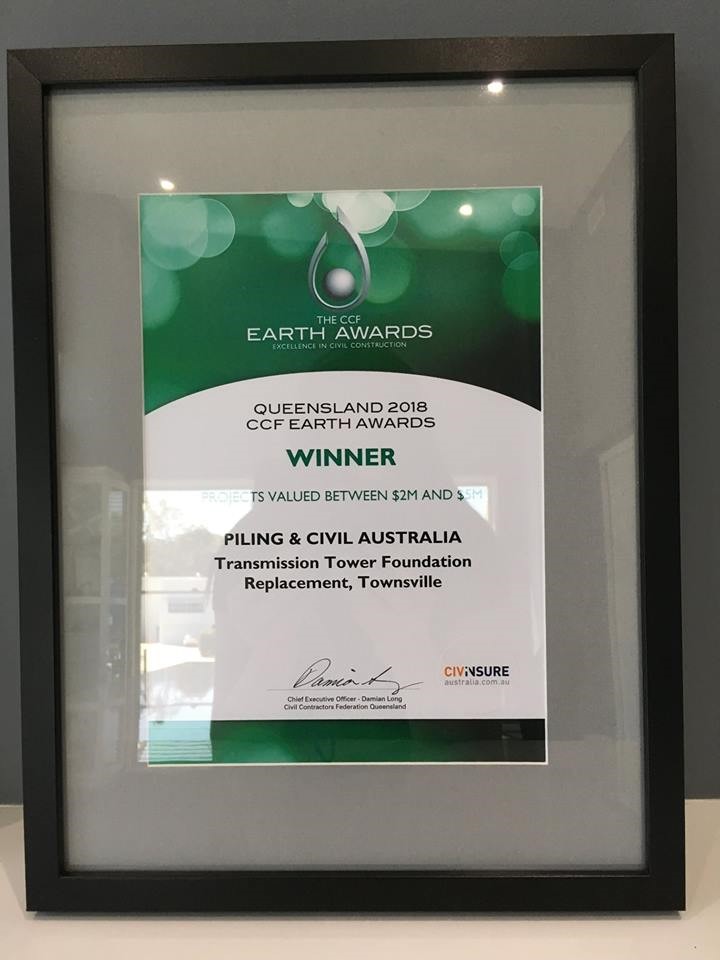 THE CCF
EARTH AWARDS
EXCELLENCE IN CIVIL CONSTRUCTION
QUEENSLAND 2018
CCF EARTH AWARDS
WINNER
PROJECTS VALUED BETWEEN $2M AND $5M
PILING & CIVIL AUSTRALIA
Transmission Tower Foundation
Replacement, Townsville
Chief Executive Officer - Damian Long
Civil Contractors Federation Queensland
CIVINSURE
australia.com.au